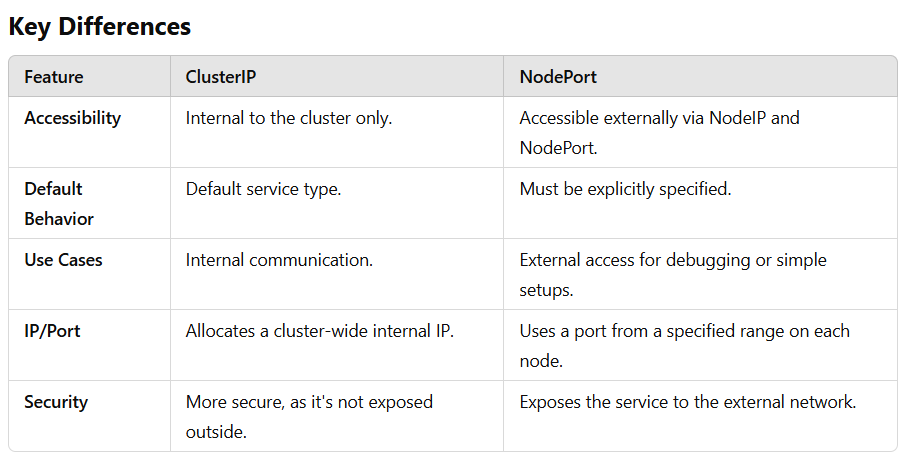 Key Differences
Feature ClusterIP NodePort
Accessibility Internal to the cluster only. Accessible externally via NodeIP and
NodePort.
Default Default service type. Must be explicitly specified.
Behavior
Use Cases Internal communication. External access for debugging or simple
setups.
IP/Port Allocates a cluster-wide internal IP. Uses a port from a specified range on each
node.
Security More secure, as it's not exposed Exposes the service to the external network.
outside.